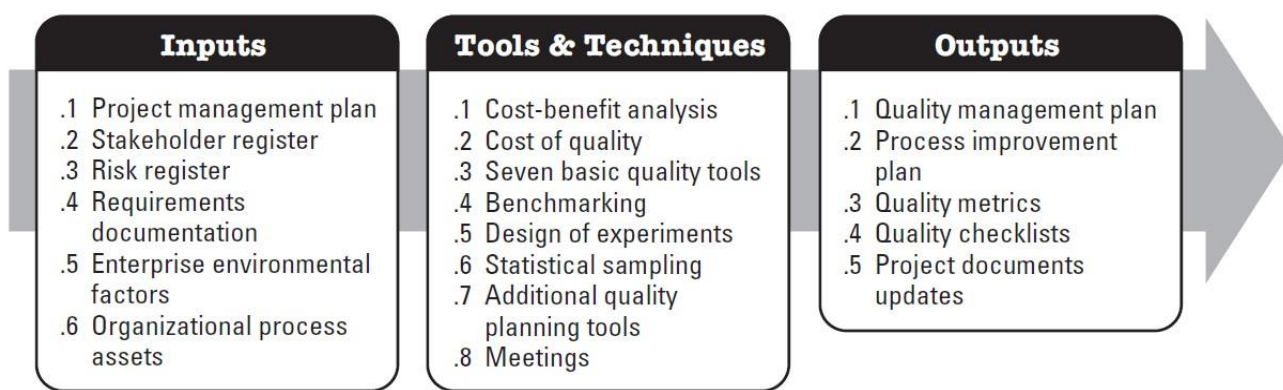 Inputs
.1 Project management plan
.2 Stakeholder register
.3 Risk register
.4 Requirements
documentation
.5 Enterprise environmental
factors
.6 Organizational process
assets
Tools & Techniques
.1 Cost-benefit analysis
.2 Cost of quality
.3 Seven basic quality tools
.4 Benchmarking
.5 Design of experiments
.6 Statistical sampling
.7 Additional quality
planning tools
.8 Meetings
Outputs
.1 Quality management plan
.2 Process improvement
plan
.3 Quality metrics
.4 Quality checklists
.5 Project documents
updates